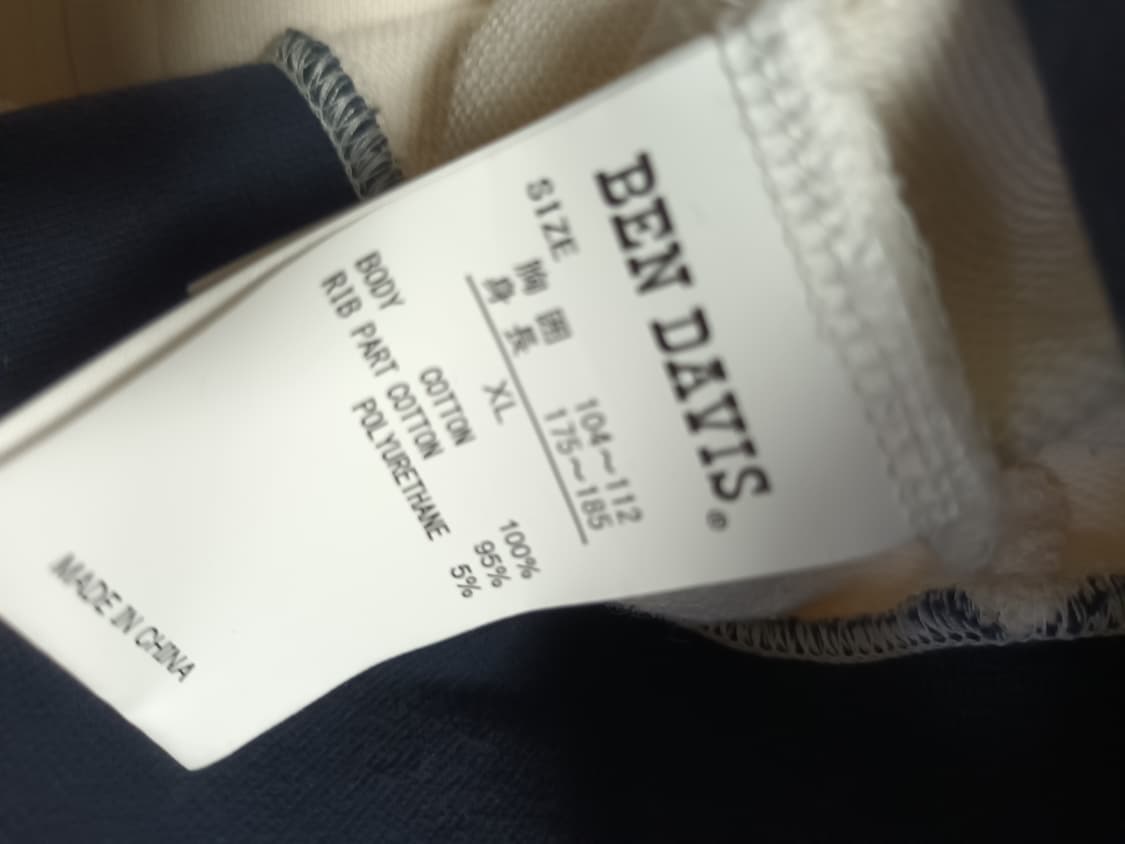 BEN DAVIS®
SIZE 胸囲 104～112
身長 175～185
XL
BODY COTTON 100%
RIB PART COTTON 95%
POLYURETHANE 5%
MADE IN CHINA